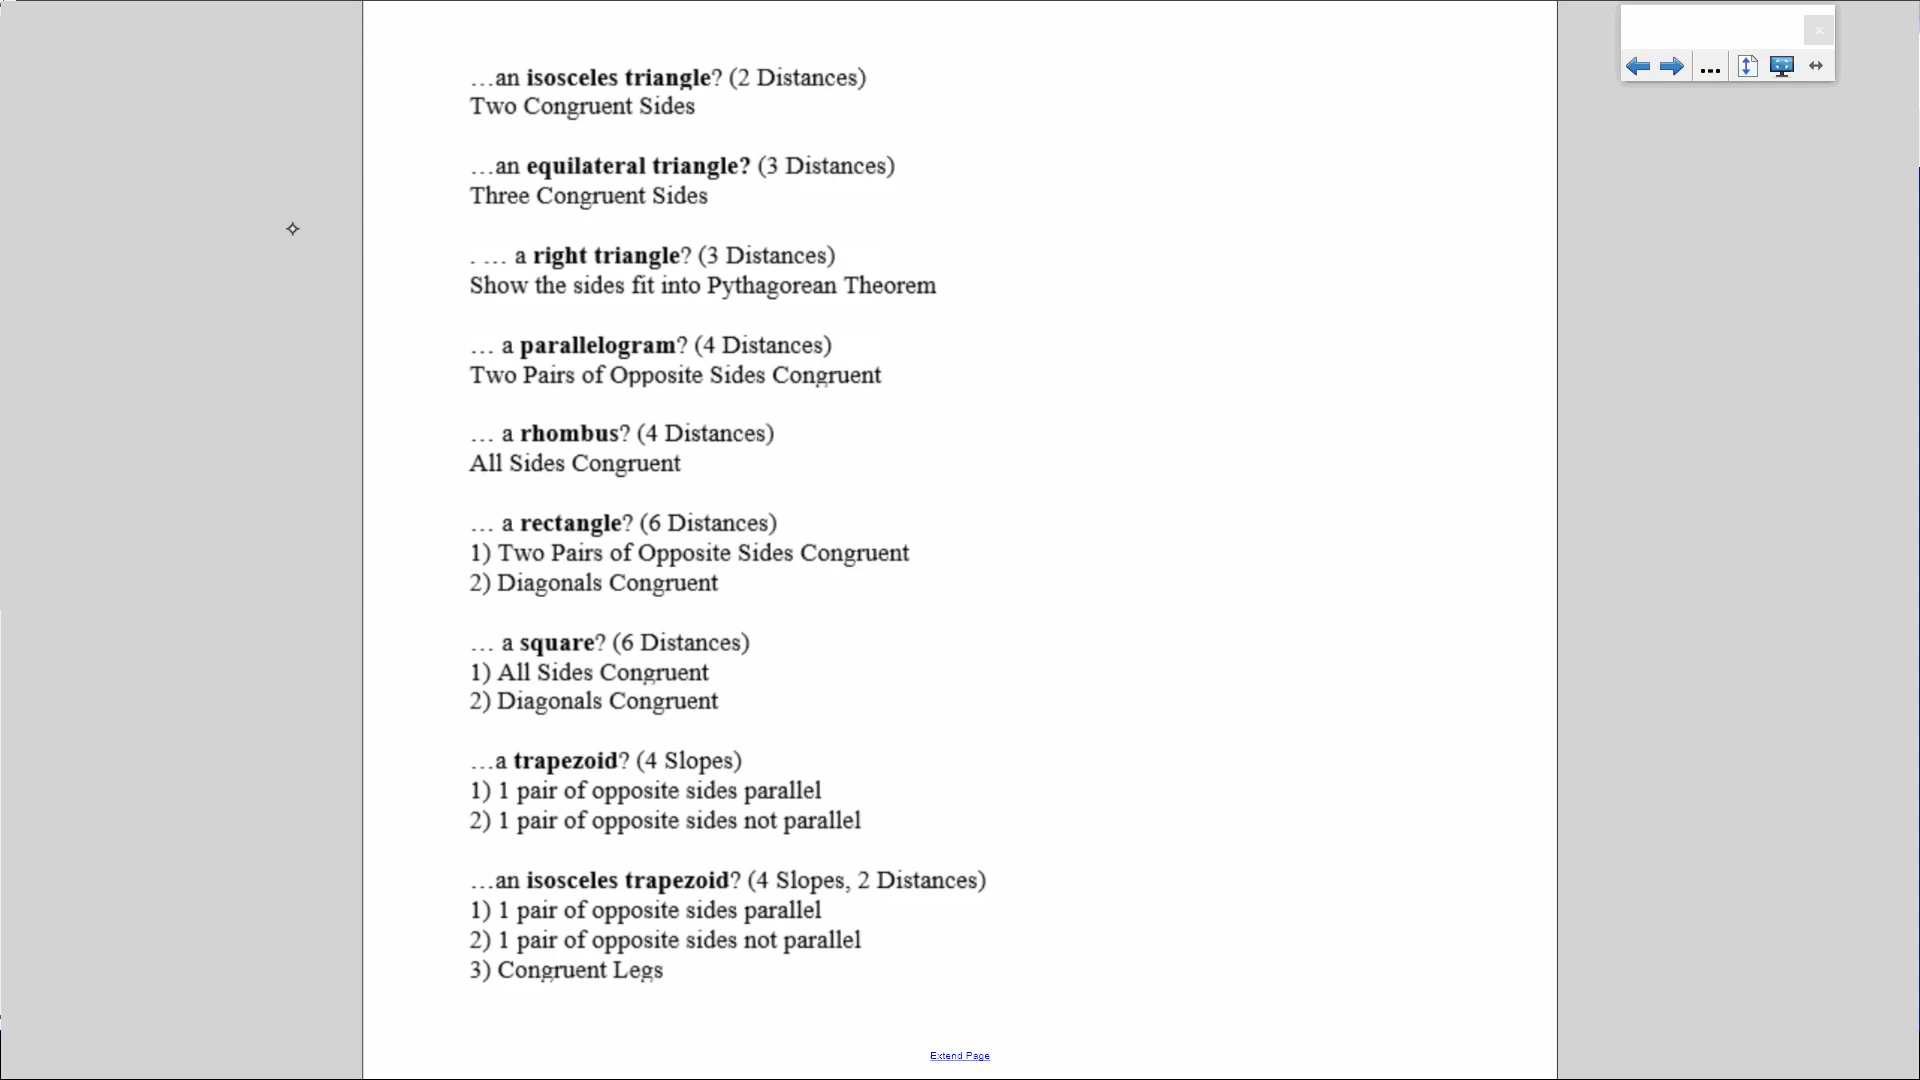 …an isosceles triangle? (2 Distances)
Two Congruent Sides
…an equilateral triangle? (3 Distances)
Three Congruent Sides
. … a right triangle? (3 Distances)
Show the sides fit into Pythagorean Theorem
… a parallelogram? (4 Distances)
Two Pairs of Opposite Sides Congruent
… a rhombus? (4 Distances)
All Sides Congruent
… a rectangle? (6 Distances)
1) Two Pairs of Opposite Sides Congruent
2) Diagonals Congruent
… a square? (6 Distances)
1) All Sides Congruent
2) Diagonals Congruent
…a trapezoid? (4 Slopes)
1) 1 pair of opposite sides parallel
2) 1 pair of opposite sides not parallel
…an isosceles trapezoid? (4 Slopes, 2 Distances)
1) 1 pair of opposite sides parallel
2) 1 pair of opposite sides not parallel
3) Congruent Legs
Extend Page